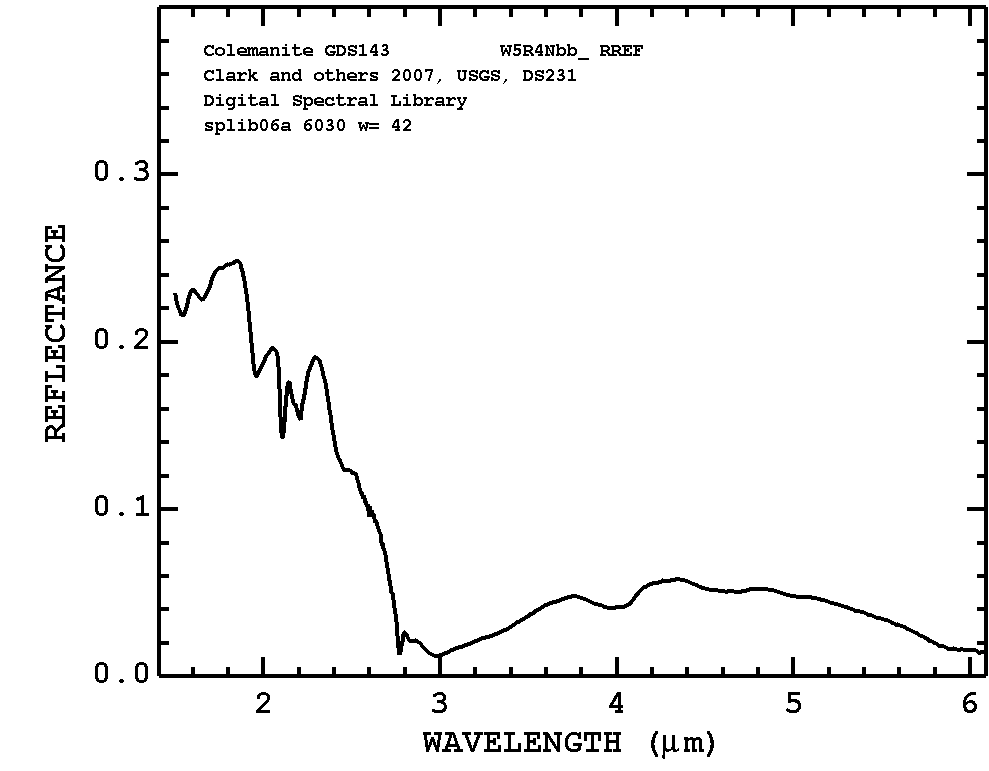 Colemanite GDS143 W5R4Nbb_ RREF
Clark and others 2007, USGS, DS231
Digital Spectral Library
splib06a 6030 w= 42
0.3
0.2
0.1
0.0
REFLECTANCE
2 3 4 5 6
WAVELENGTH (μm)